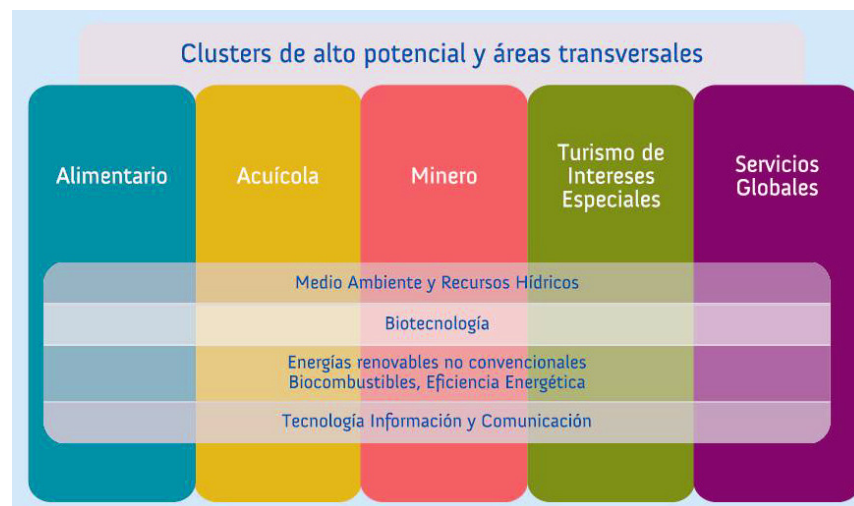 Clusters de alto potencial y áreas transversales
Alimentario
Acuícola
Minero
Turismo de
Intereses
Especiales
Servicios
Globales
Medio Ambiente y Recursos Hídricos
Biotecnología
Energías renovables no convencionales
Biocombustibles, Eficiencia Energética
Tecnología Información y Comunicación